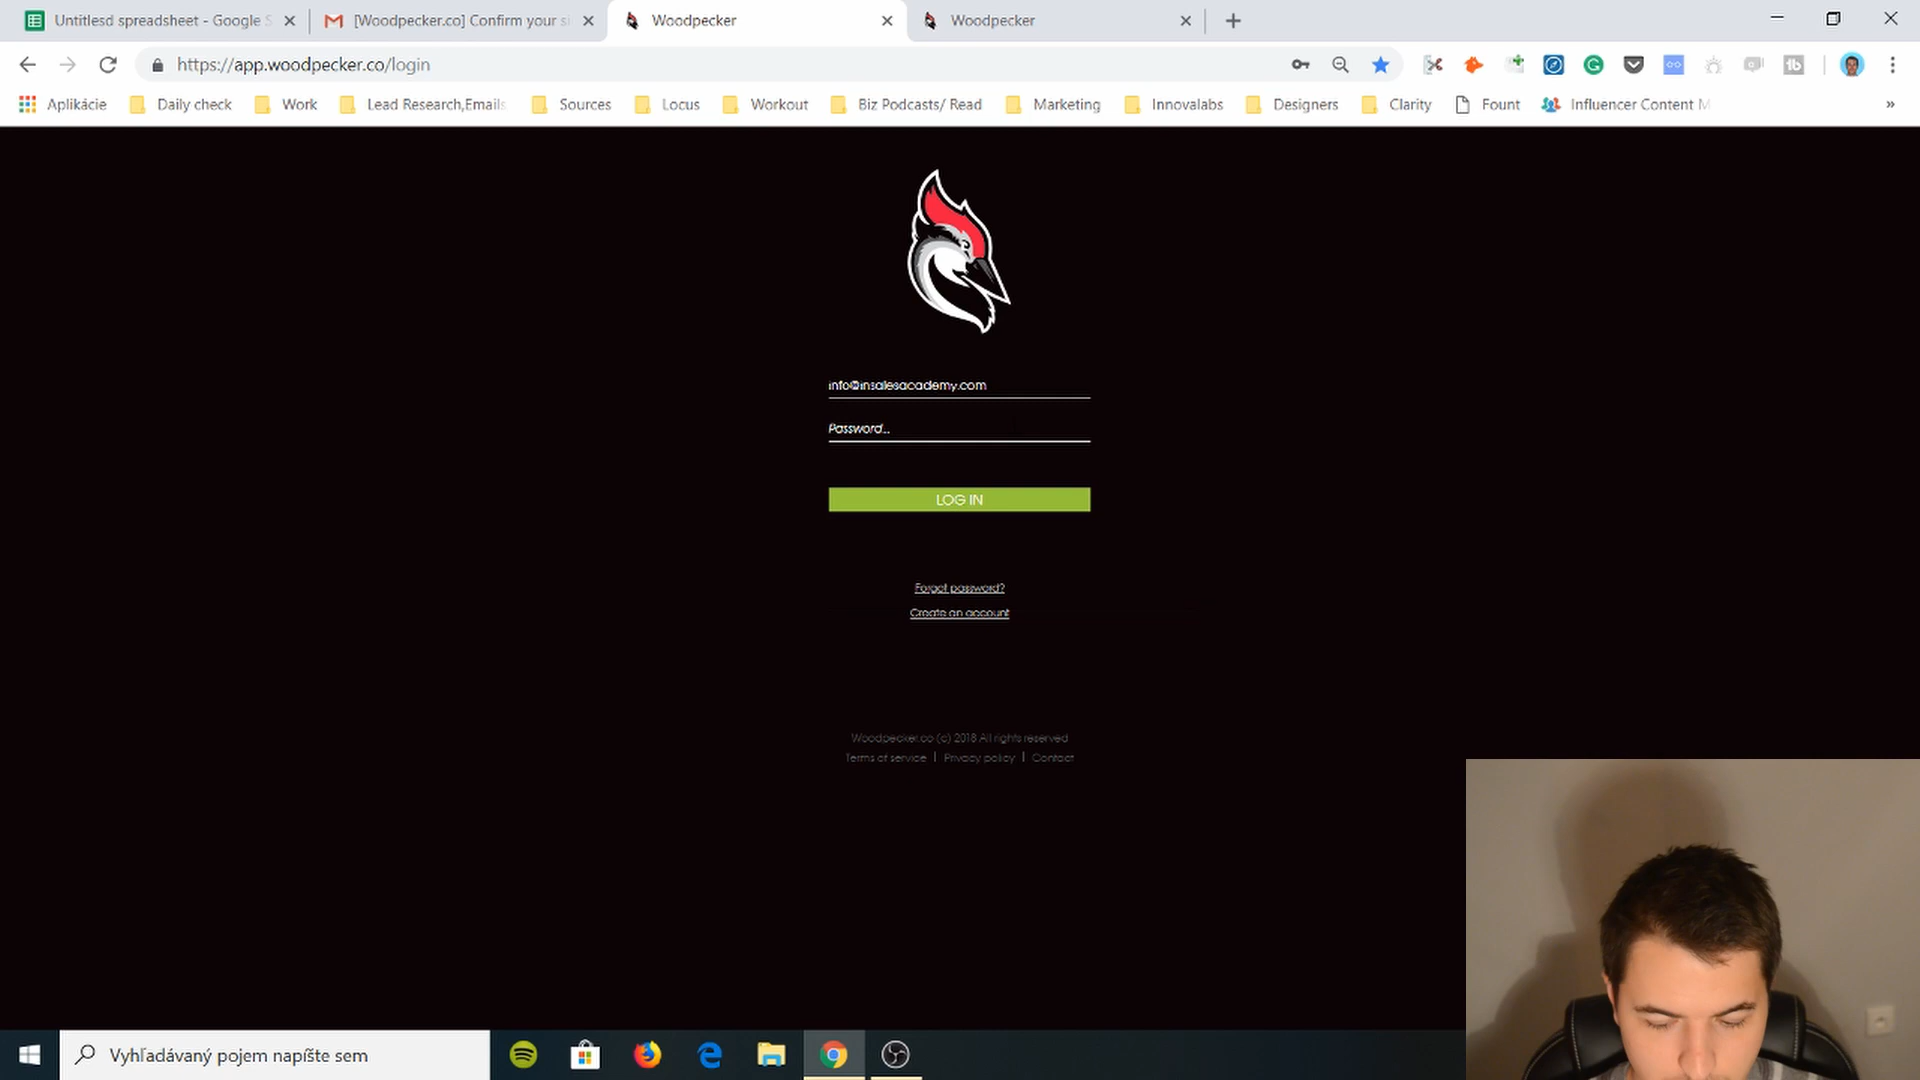 Untitlesd spreadsheet - Google S
[Woodpecker.co] Confirm your si
Woodpecker
Woodpecker
https://app.woodpecker.co/login
Aplikácie
Daily check
Work
Lead Research,Emails
Sources
Locus
Workout
Biz Podcasts/ Read
Marketing
Innovalabs
Designers
Clarity
Fount
Influencer Content M
»
info@insalesacademy.com
Password...
LOG IN
Forgot password?
Create an account
Woodpecker.co (c) 2018 All rights reserved
Terms of service | Privacy policy | Contact
Vyhľadávaný pojem napíšte sem